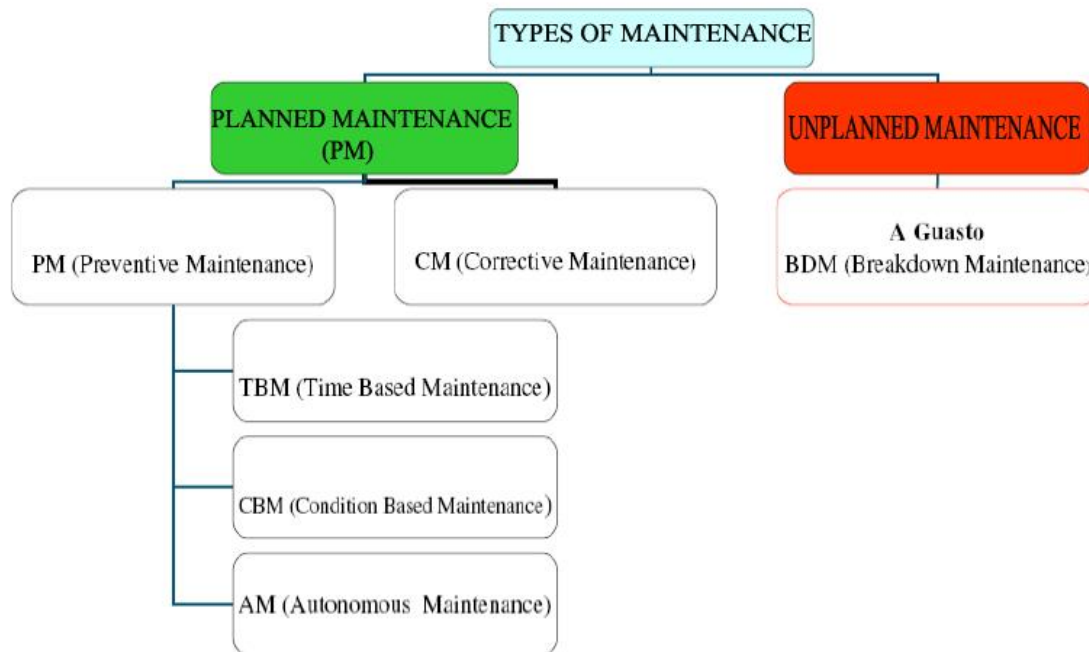 TYPES OF MAINTENANCE
PLANNED MAINTENANCE
(PM)
UNPLANNED MAINTENANCE
PM (Preventive Maintenance)
CM (Corrective Maintenance)
A Guasto
BDM (Breakdown Maintenance)
TBM (Time Based Maintenance)
CBM (Condition Based Maintenance)
AM (Autonomous Maintenance)